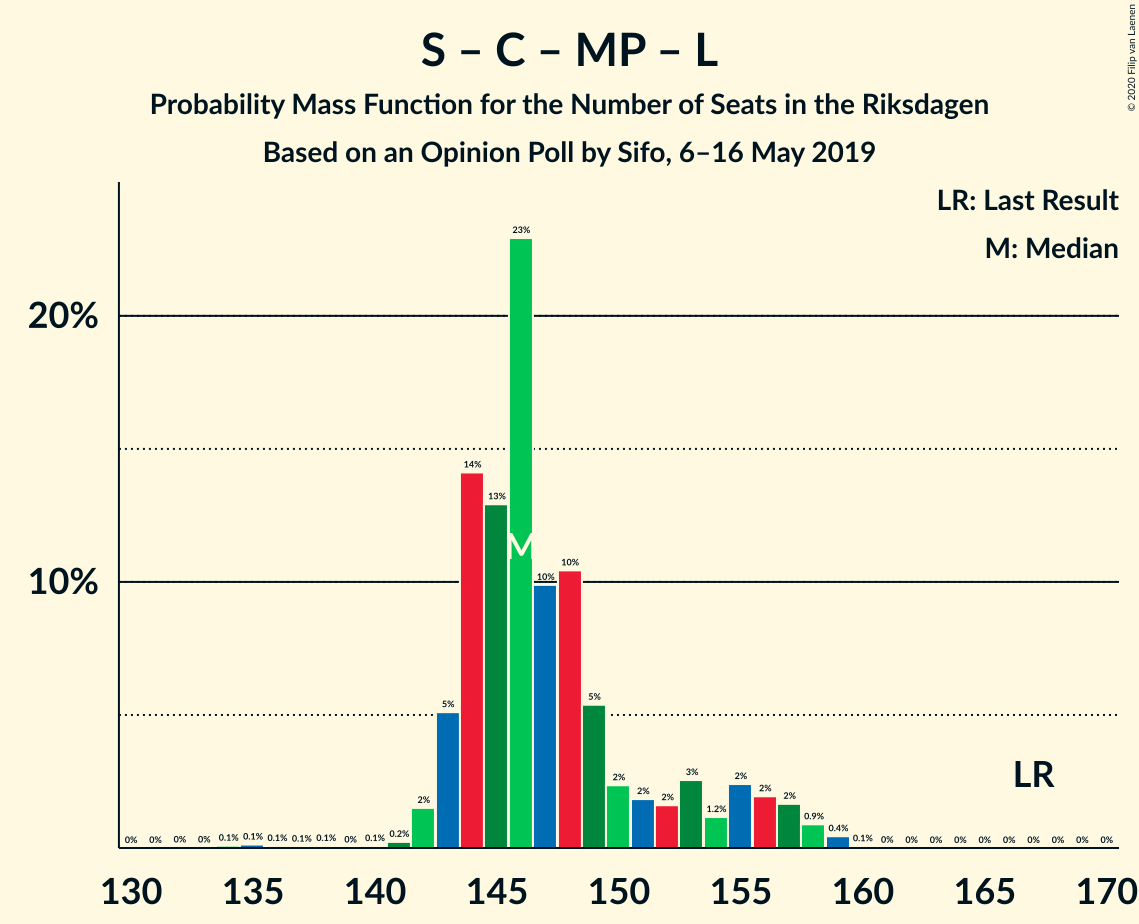 © 2020 Filip van Laenen
S – C – MP – L
Probability Mass Function for the Number of Seats in the Riksdagen
Based on an Opinion Poll by Sifo, 6–16 May 2019
LR: Last Result
M: Median
23%
20%
14%
13%
M
10%
10%
10%
5%
5%
LR
3%
2%
2%
2%
2%
2%
2%
2%
1.2%
0.9%
0.4%
0% 0% 0% 0% 0.1% 0.1% 0.1% 0.1% 0.1% 0% 0.1% 0.2% 0.1% 0% 0% 0% 0% 0% 0% 0% 0% 0% 0%
130 135 140 145 150 155 160 165 170